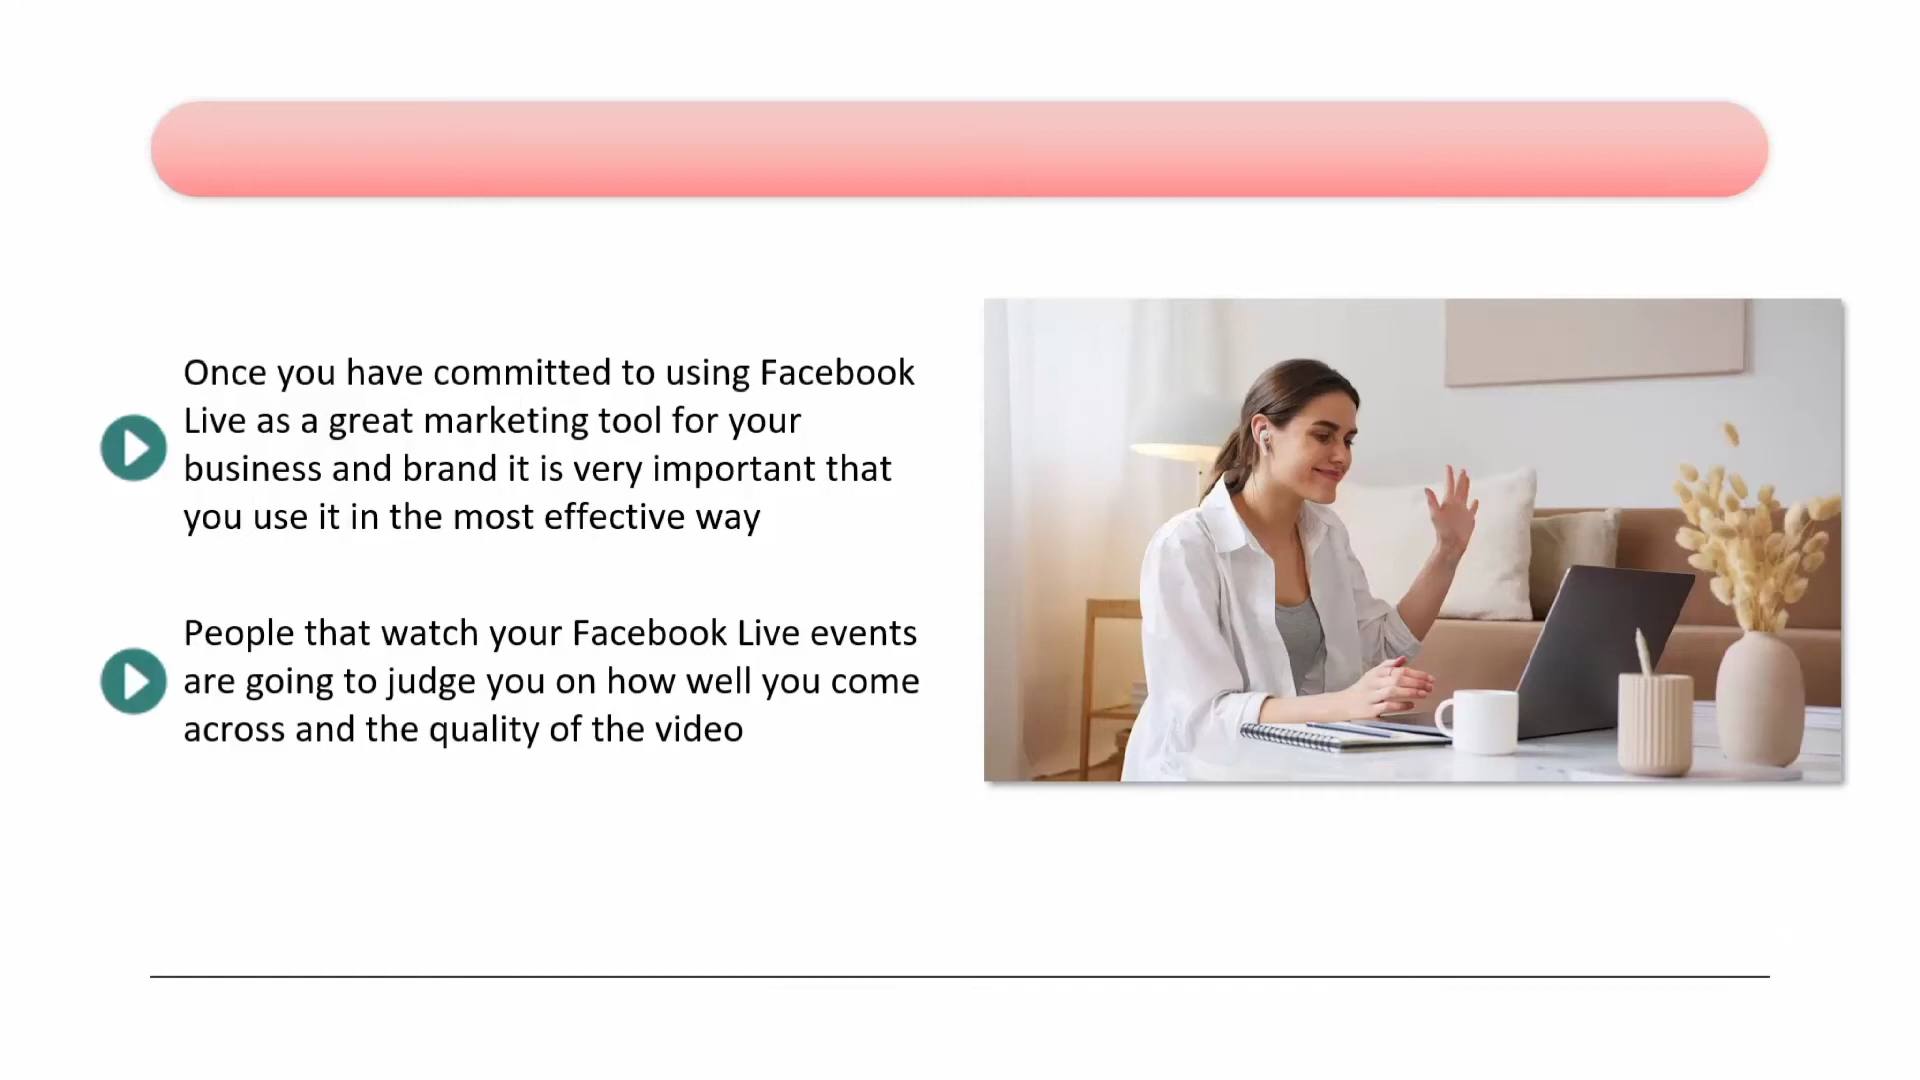 Once you have committed to using Facebook
Live as a great marketing tool for your
business and brand it is very important that
you use it in the most effective way
People that watch your Facebook Live events
are going to judge you on how well you come
across and the quality of the video